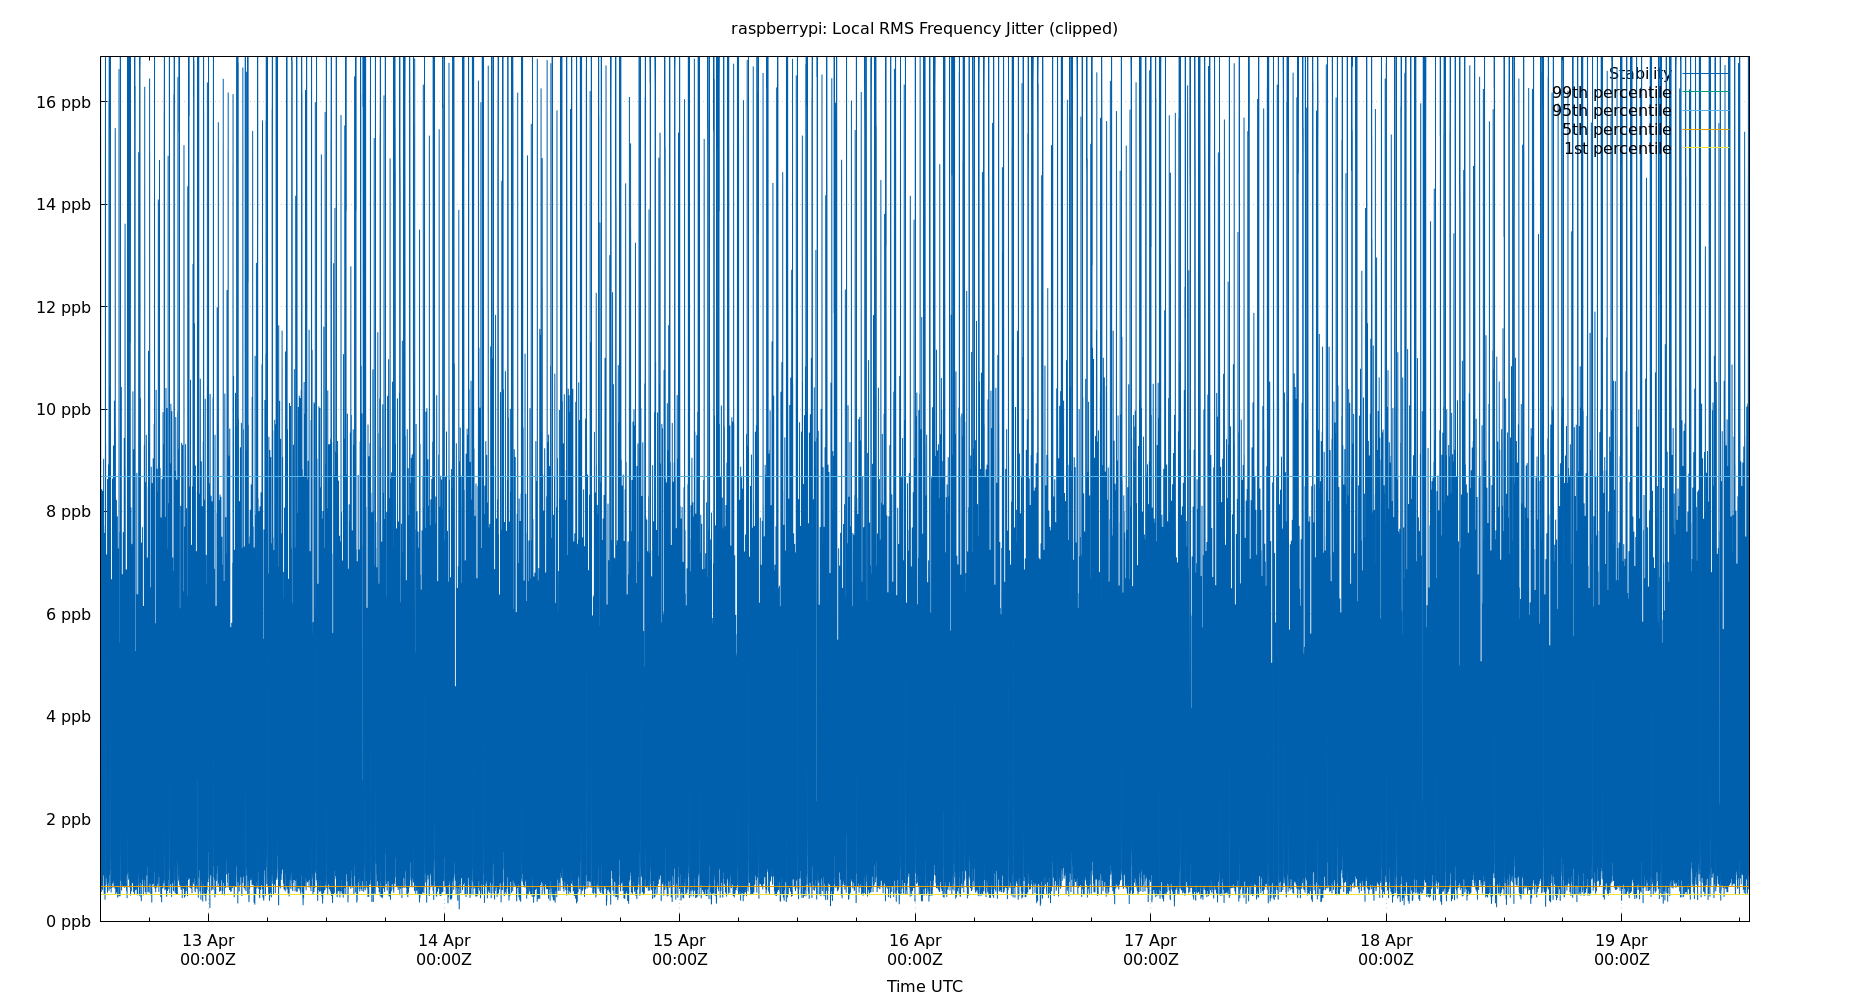 raspberrypi: Local RMS Frequency Jitter (clipped)
Stability
99th percentile
95th percentile
5th percentile
1st percentile
16 ppb
14 ppb
12 ppb
10 ppb
8 ppb
6 ppb
4 ppb
2 ppb
0 ppb
13 Apr 14 Apr 15 Apr 16 Apr 17 Apr 18 Apr 19 Apr
00:00Z 00:00Z 00:00Z 00:00Z 00:00Z 00:00Z 00:00Z
Time UTC